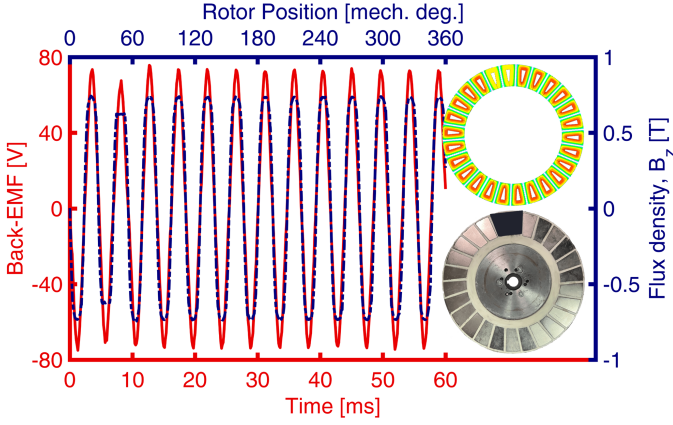 Rotor Position [mech. deg.]
0 60 120 180 240 300 360
80 1
40 0.5
0 0
-40 -0.5
-80 -1
Back-EMF [V]
Flux density, B_z [T]
0 10 20 30 40 50 60
Time [ms]